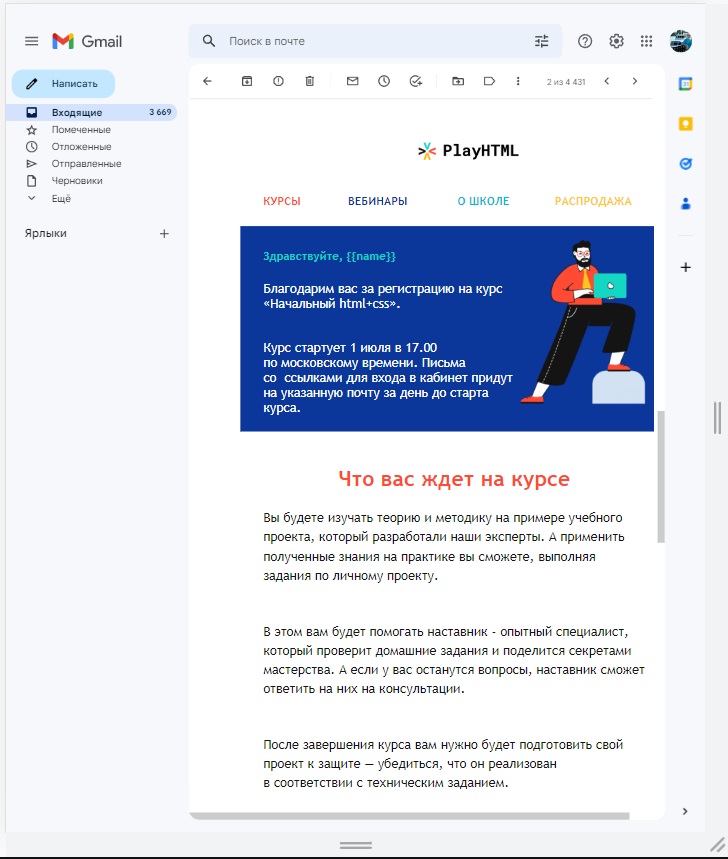 Gmail
Поиск в почте
Написать
2 из 4 431
Входящие 3 669
Помеченные
Отложенные
Отправленные
Черновики
Ещё
Ярлыки
PlayHTML
КУРСЫ ВЕБИНАРЫ О ШКОЛЕ РАСПРОДАЖА
Здравствуйте, {{name}}
Благодарим вас за регистрацию на курс
«Начальный html+css».
Курс стартует 1 июля в 17.00
по московскому времени. Письма
со ссылками для входа в кабинет придут
на указанную почту за день до старта
курса.
Что вас ждет на курсе
Вы будете изучать теорию и методику на примере учебного
проекта, который разработали наши эксперты. А применить
полученные знания на практике вы сможете, выполняя
задания по личному проекту.
В этом вам будет помогать наставник - опытный специалист,
который проверит домашние задания и поделится секретами
мастерства. А если у вас останутся вопросы, наставник сможет
ответить на них на консультации.
После завершения курса вам нужно будет подготовить свой
проект к защите — убедиться, что он реализован
в соответствии с техническим заданием.